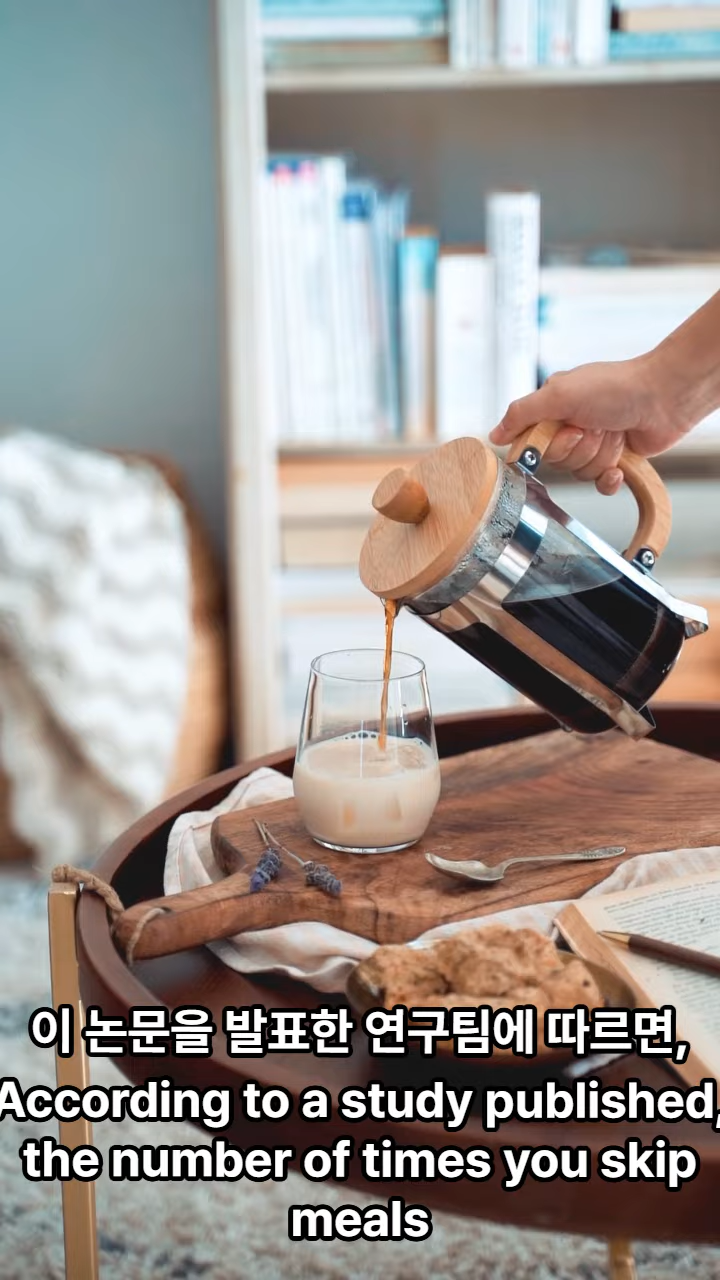 이 논문을 발표한 연구팀에 따르면,
According to a study published,
the number of times you skip
meals